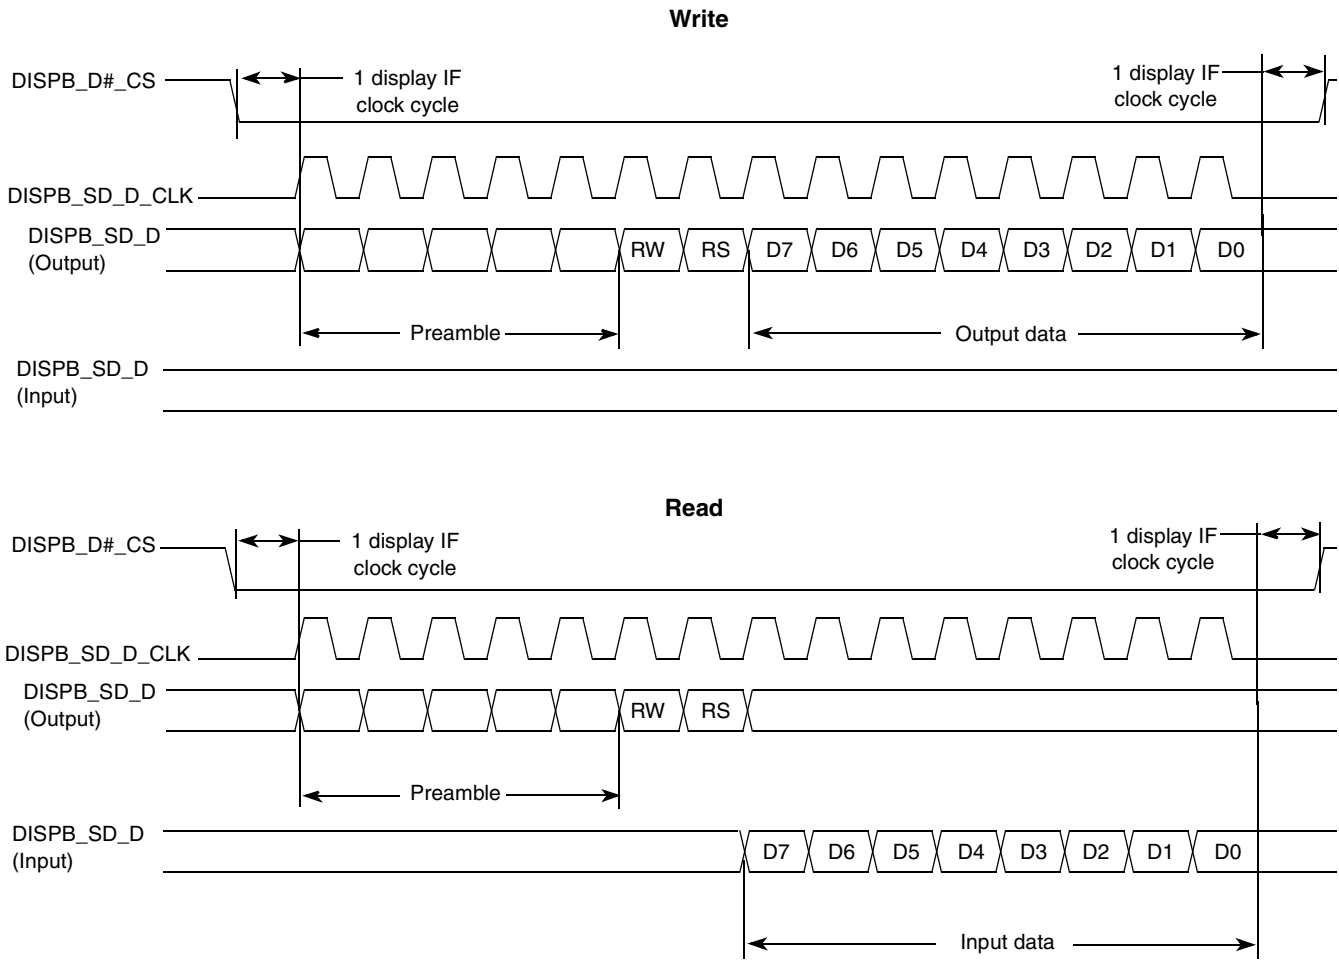 Write
DISPB_D#_CS
1 display IF
clock cycle
1 display IF
clock cycle
DISPB_SD_D_CLK
DISPB_SD_D
(Output)
RW RS D7 D6 D5 D4 D3 D2 D1 D0
Preamble
Output data
DISPB_SD_D
(Input)
Read
DISPB_D#_CS
1 display IF
clock cycle
1 display IF
clock cycle
DISPB_SD_D_CLK
DISPB_SD_D
(Output)
RW RS
Preamble
DISPB_SD_D
(Input)
D7 D6 D5 D4 D3 D2 D1 D0
Input data